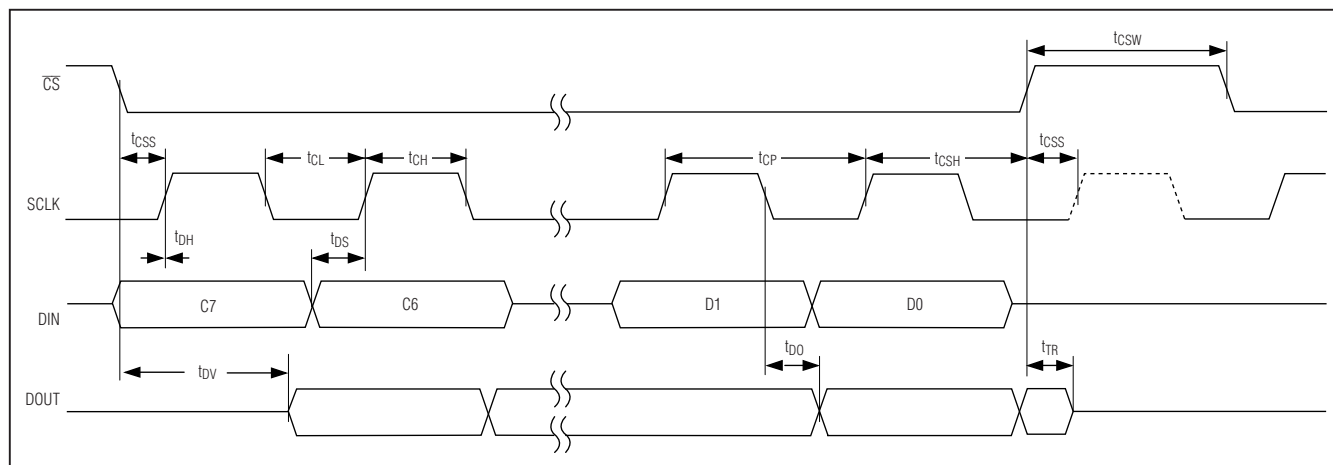 tCSW
CS
tCSS tCL tCH tCP tCSH tCSS
SCLK
tDH tDS
C7 C6 D1 D0
DIN
tDV tDO tTR
DOUT